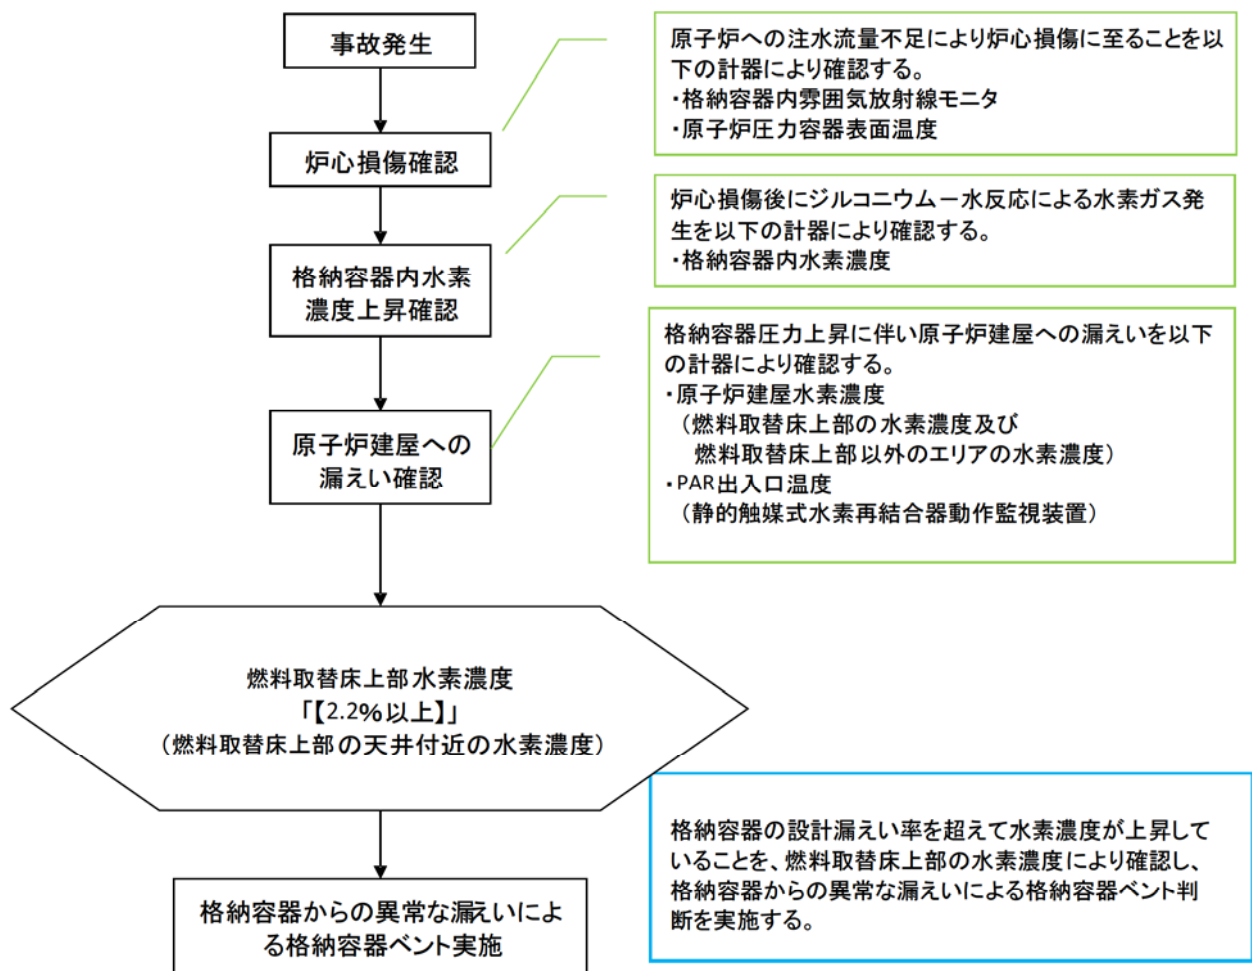 事故発生
原子炉への注水流量不足により炉心損傷に至ることを以
下の計器により確認する。
・格納容器内雰囲気放射線モニタ
・原子炉圧力容器表面温度
炉心損傷確認
炉心損傷後にジルコニウム－水反応による水素ガス発
生を以下の計器により確認する。
・格納容器内水素濃度
格納容器内水素
濃度上昇確認
格納容器圧力上昇に伴い原子炉建屋への漏えいを以下
の計器により確認する。
・原子炉建屋水素濃度
（燃料取替床上部の水素濃度及び
燃料取替床上部以外のエリアの水素濃度）
・PAR出入口温度
（静的触媒式水素再結合器動作監視装置）
原子炉建屋への
漏えい確認
燃料取替床上部水素濃度
「【2.2%以上】」
（燃料取替床上部の天井付近の水素濃度）
格納容器の設計漏えい率を超えて水素濃度が上昇して
いることを、燃料取替床上部の水素濃度により確認し、
格納容器からの異常な漏えいによる格納容器ベント判
断を実施する。
格納容器からの異常な漏えいによ
る格納容器ベント実施